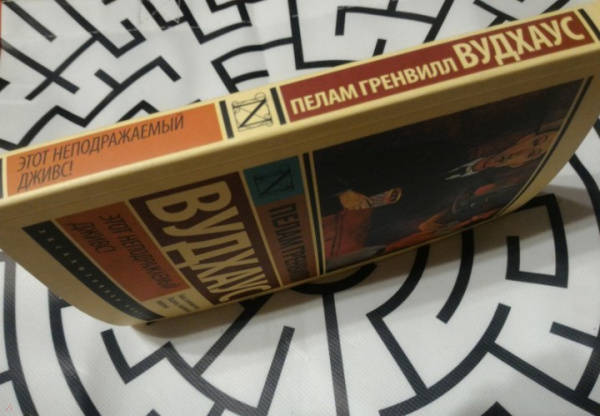 ЭТОТ НЕПОДРАЖАЕМЫЙ
ДЖИВС!
N
ПЕЛАМ ГРЕНВИЛЛ ВУДХАУС
N
ПЕЛАМ ГРЕНВИЛЛ
ВУДХАУС
ЭТОТ НЕПОДРАЖАЕМЫЙ
ДЖИВС!